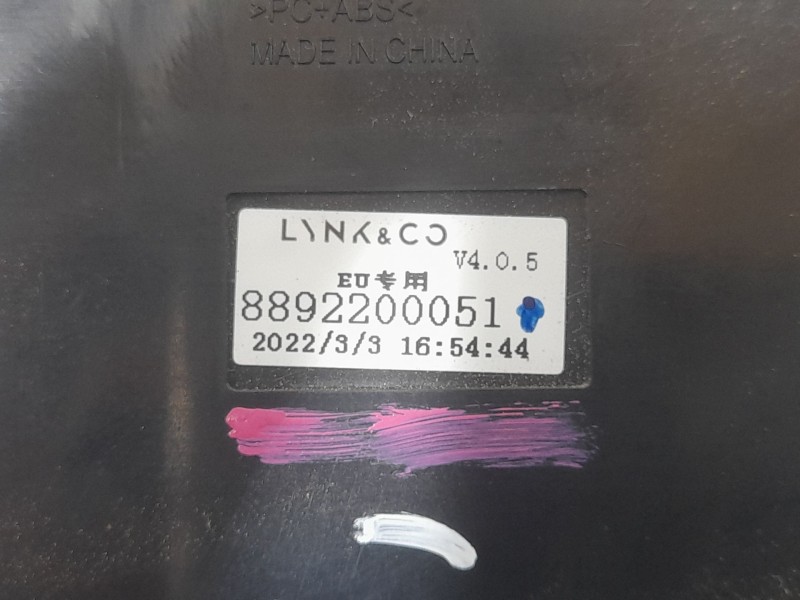 >PC+ABS<
MADE IN CHINA
LYNK&CO
V4.0.5
EU专用
8892200051
2022/3/3 16:54:44